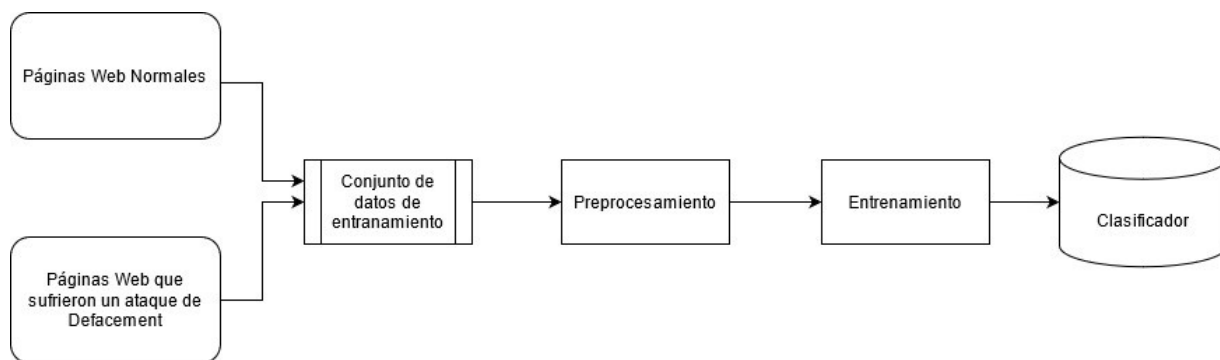 Páginas Web Normales
Páginas Web que
sufrieron un ataque de
Defacement
Conjunto de
datos de
entranamiento
Preprocesamiento
Entrenamiento
Clasificador